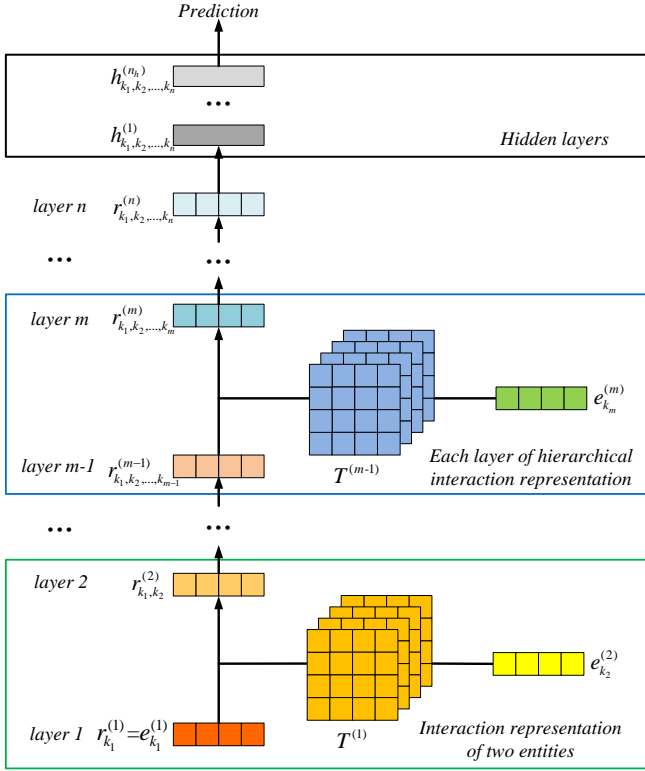 Prediction
h^{(n_h)}_{k_1,k_2,...,k_n}
...
h^{(1)}_{k_1,k_2,...,k_n}
Hidden layers
layer n r^{(n)}_{k_1,k_2,...,k_n}
... ...
layer m r^{(m)}_{k_1,k_2,...,k_m}
e^{(m)}_{k_m}
layer m-1 r^{(m-1)}_{k_1,k_2,...,k_{m-1}}
T^{(m-1)}
Each layer of hierarchical
interaction representation
... ...
layer 2 r^{(2)}_{k_1,k_2}
e^{(2)}_{k_2}
layer 1 r^{(1)}_{k_1}=e^{(1)}_{k_1}
T^{(1)}
Interaction representation
of two entities